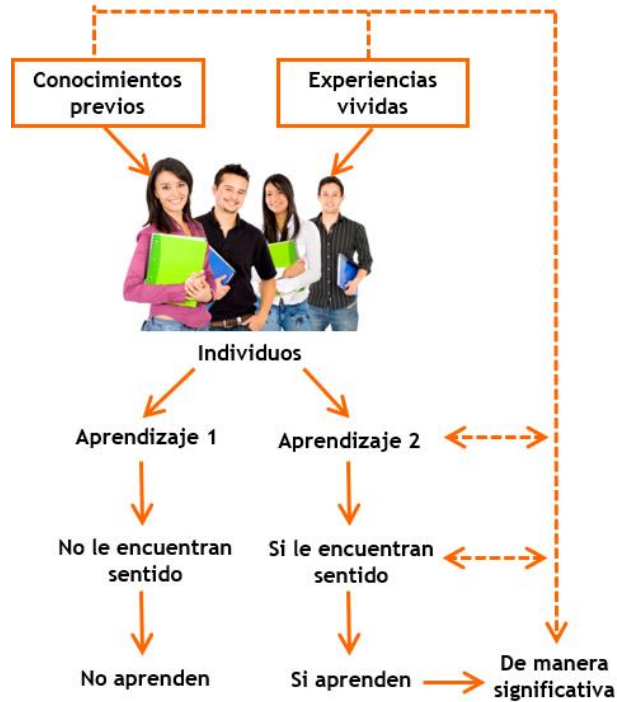 Conocimientos
previos
Experiencias
vividas
Individuos
Aprendizaje 1
Aprendizaje 2
No le encuentran
sentido
Si le encuentran
sentido
No aprenden
Si aprenden
De manera
significativa